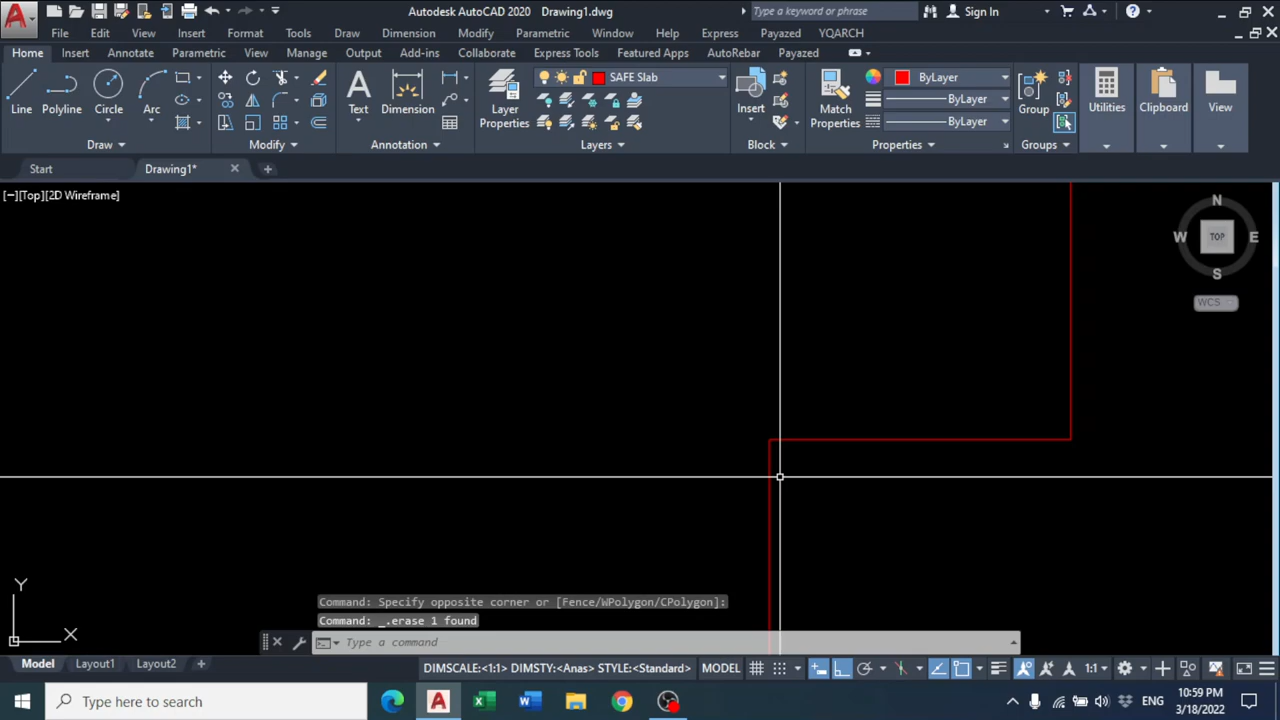 Autodesk AutoCAD 2020 Drawing1.dwg
Type a keyword or phrase
Sign In
File Edit View Insert Format Tools Draw Dimension Modify Parametric Window Help Express Payazed YQARCH
Home Insert Annotate Parametric View Manage Output Add-ins Collaborate Express Tools Featured Apps AutoRebar Payazed
SAFE Slab
ByLayer
ByLayer
ByLayer
Line Polyline Circle Arc
Text Dimension
Layer Properties
Insert
Match Properties
Group
Utilities Clipboard View
Draw Modify Annotation Layers Block Properties Groups
Start Drawing1*
[−][Top][2D Wireframe]
N
W TOP E
S
WCS
Y
X
Command: Specify opposite corner or [Fence/WPolygon/CPolygon]:
Command: _.erase 1 found
Type a command
Model Layout1 Layout2
DIMSCALE:<1:1> DIMSTY:<Anas> STYLE:<Standard> MODEL
1:1
Type here to search
ENG
10:59 PM
3/18/2022